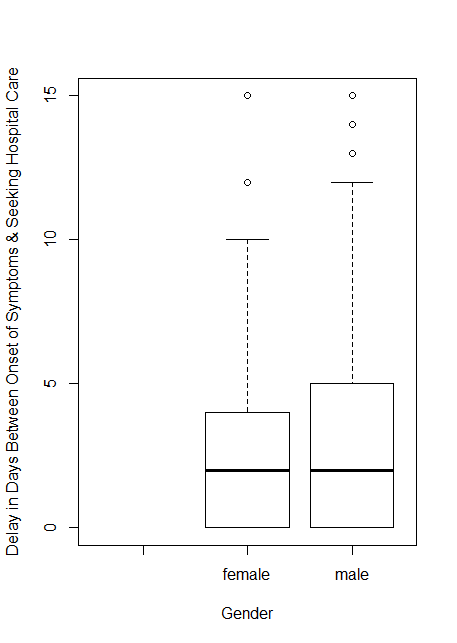 Delay in Days Between Onset of Symptoms & Seeking Hospital Care
15
10
5
0
female male
Gender